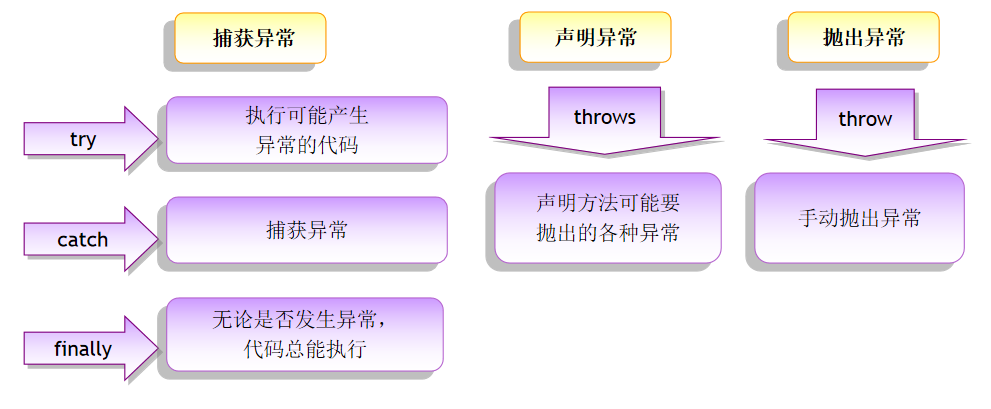 捕获异常
try
执行可能产生
异常的代码
catch
捕获异常
finally
无论是否发生异常，
代码总能执行
声明异常
throws
声明方法可能要
抛出的各种异常
抛出异常
throw
手动抛出异常